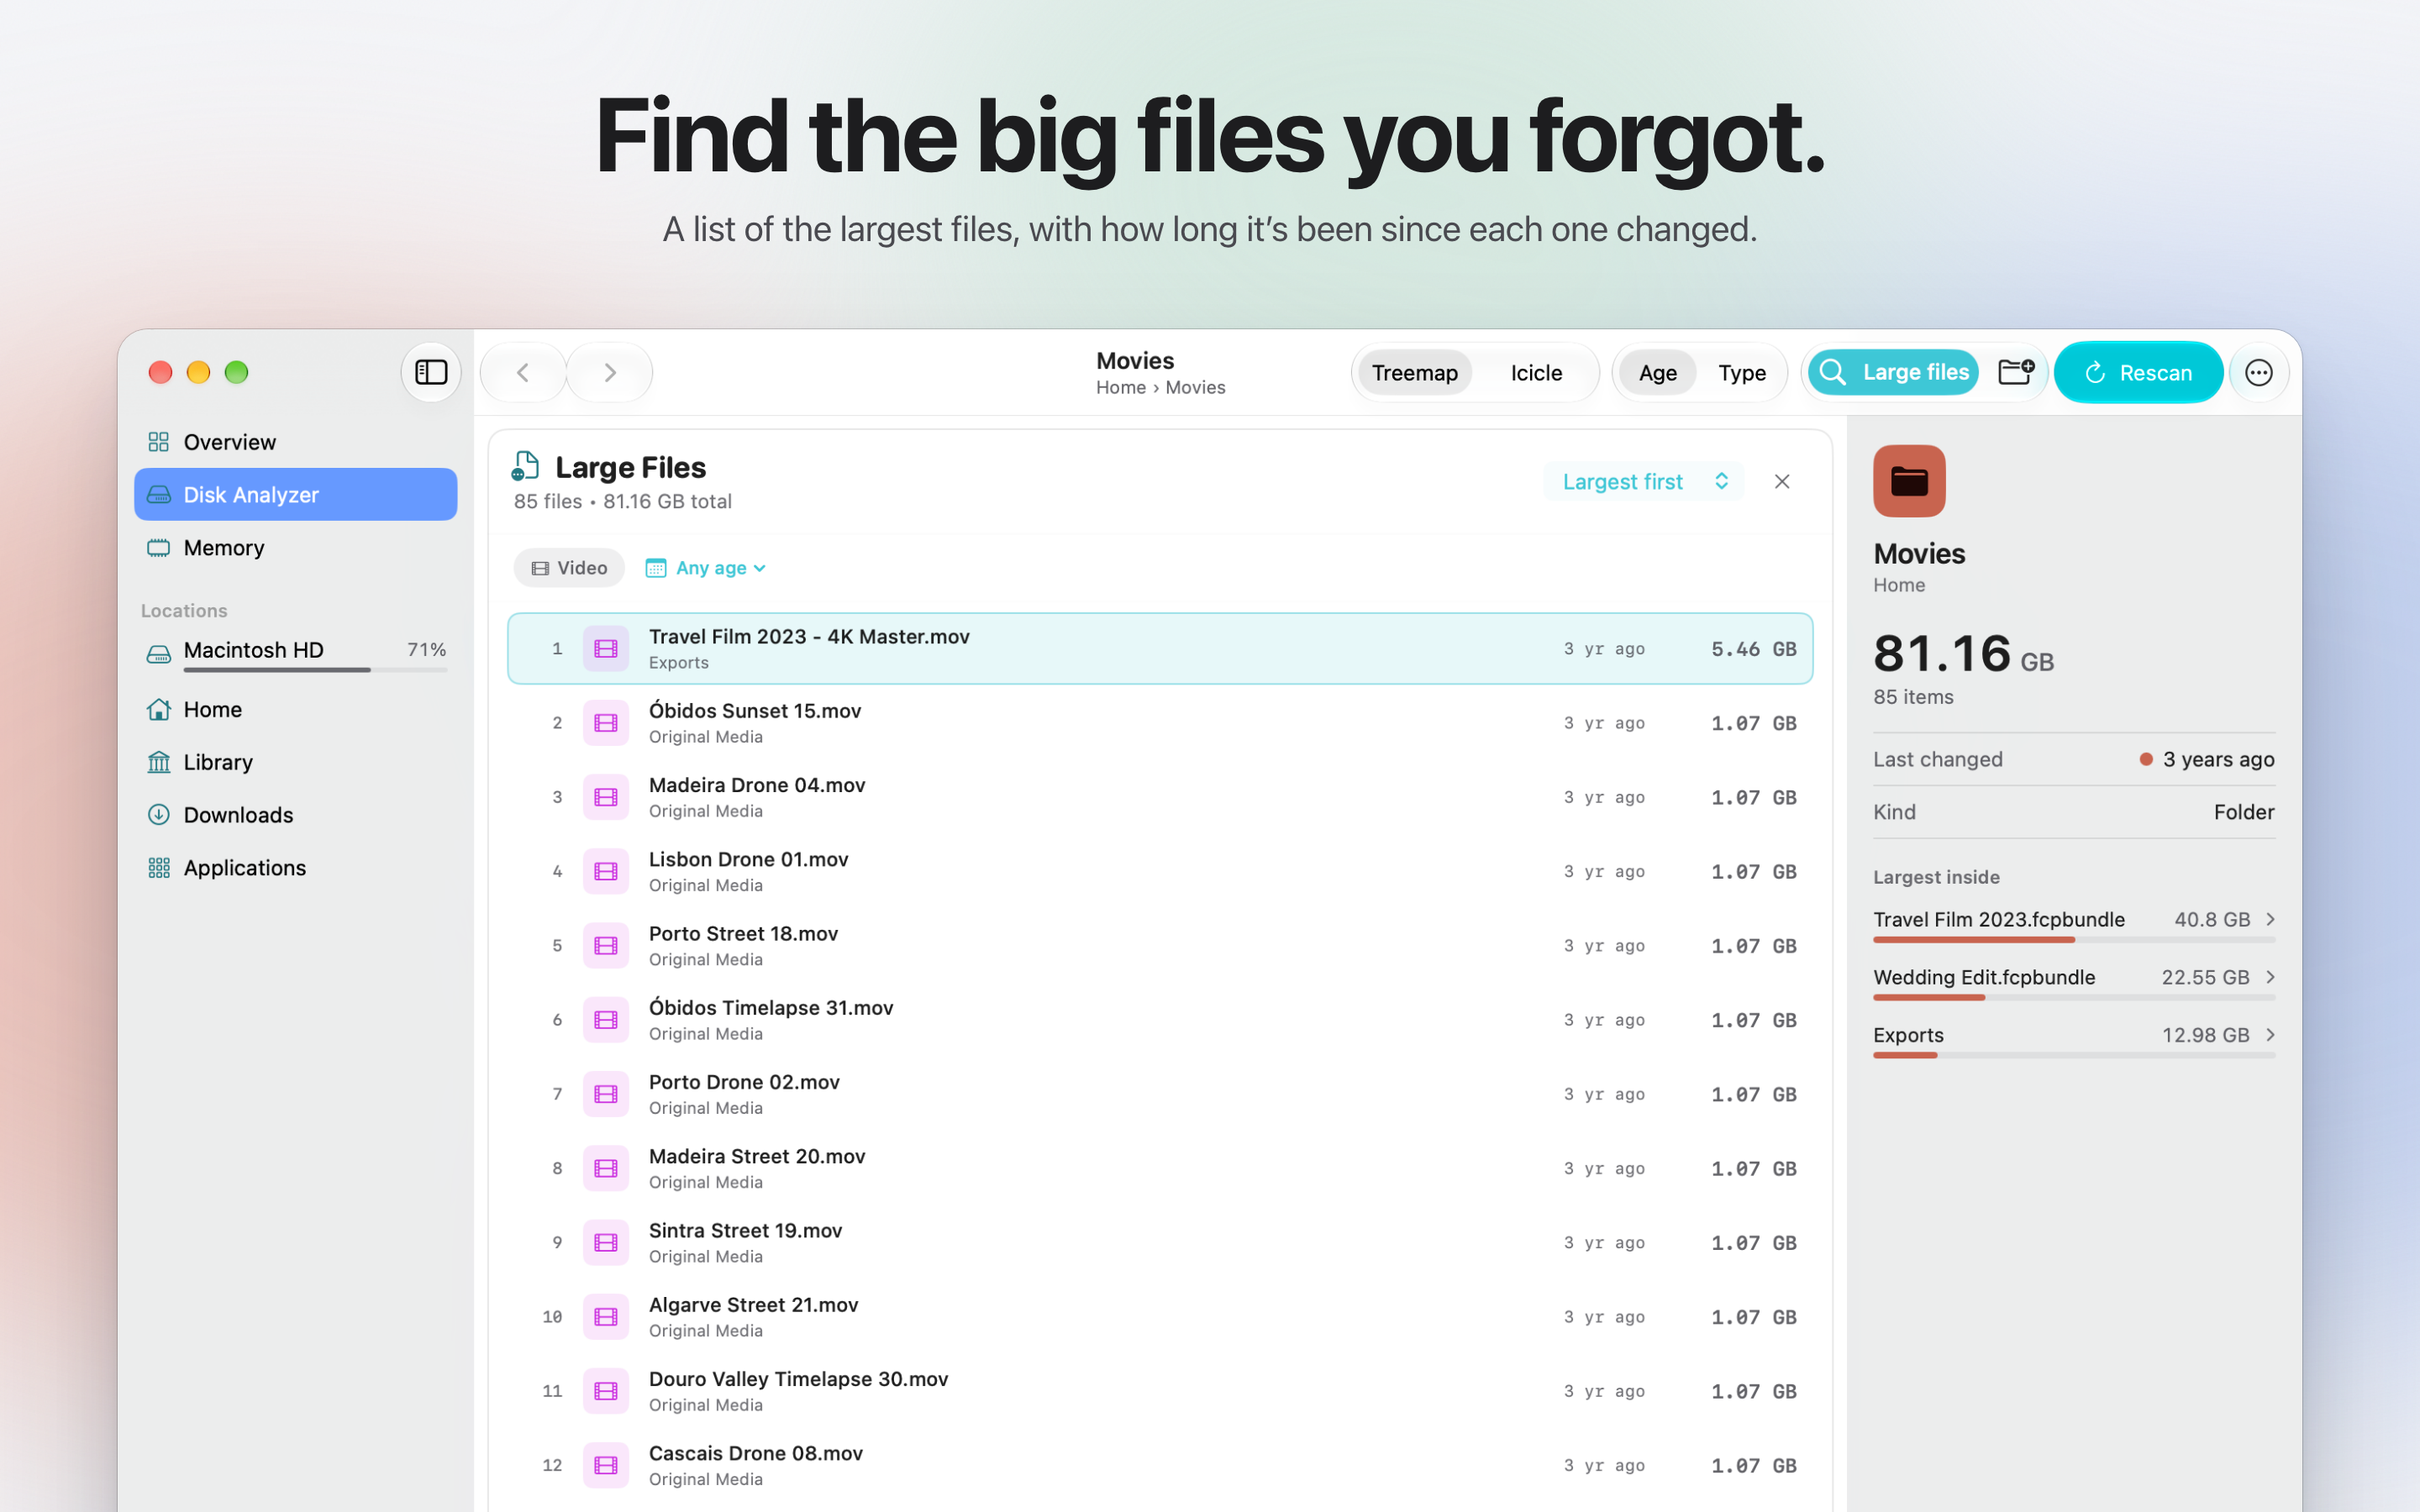 Find the big files you forgot.
A list of the largest files, with how long it’s been since each one changed.
Overview
Disk Analyzer
Memory
Locations
Macintosh HD 71%
Home
Library
Downloads
Applications
Movies
Home › Movies
Treemap Icicle Age Type Large files Rescan
Large Files
85 files • 81.16 GB total
Largest first
Video Any age
1 Travel Film 2023 - 4K Master.mov 3 yr ago 5.46 GB
Exports
2 Óbidos Sunset 15.mov 3 yr ago 1.07 GB
Original Media
3 Madeira Drone 04.mov 3 yr ago 1.07 GB
Original Media
4 Lisbon Drone 01.mov 3 yr ago 1.07 GB
Original Media
5 Porto Street 18.mov 3 yr ago 1.07 GB
Original Media
6 Óbidos Timelapse 31.mov 3 yr ago 1.07 GB
Original Media
7 Porto Drone 02.mov 3 yr ago 1.07 GB
Original Media
8 Madeira Street 20.mov 3 yr ago 1.07 GB
Original Media
9 Sintra Street 19.mov 3 yr ago 1.07 GB
Original Media
10 Algarve Street 21.mov 3 yr ago 1.07 GB
Original Media
11 Douro Valley Timelapse 30.mov 3 yr ago 1.07 GB
Original Media
12 Cascais Drone 08.mov 3 yr ago 1.07 GB
Original Media
Movies
Home
81.16 GB
85 items
Last changed 3 years ago
Kind Folder
Largest inside
Travel Film 2023.fcpbundle 40.8 GB
Wedding Edit.fcpbundle 22.55 GB
Exports 12.98 GB